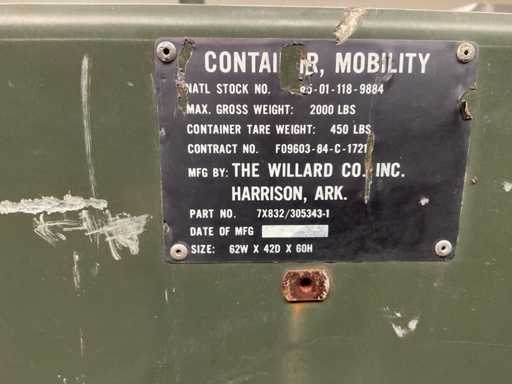 CONTAI R, MOBILITY
NATL STOCK NO. 5-01-118-9884
MAX. GROSS WEIGHT: 2000 LBS
CONTAINER TARE WEIGHT: 450 LBS
CONTRACT NO. F09603-84-C-1721
MFG BY: THE WILLARD CO. INC.
HARRISON, ARK.
PART NO. 7X832/305343-1
DATE OF MFG
SIZE: 62W X 42D X 60H